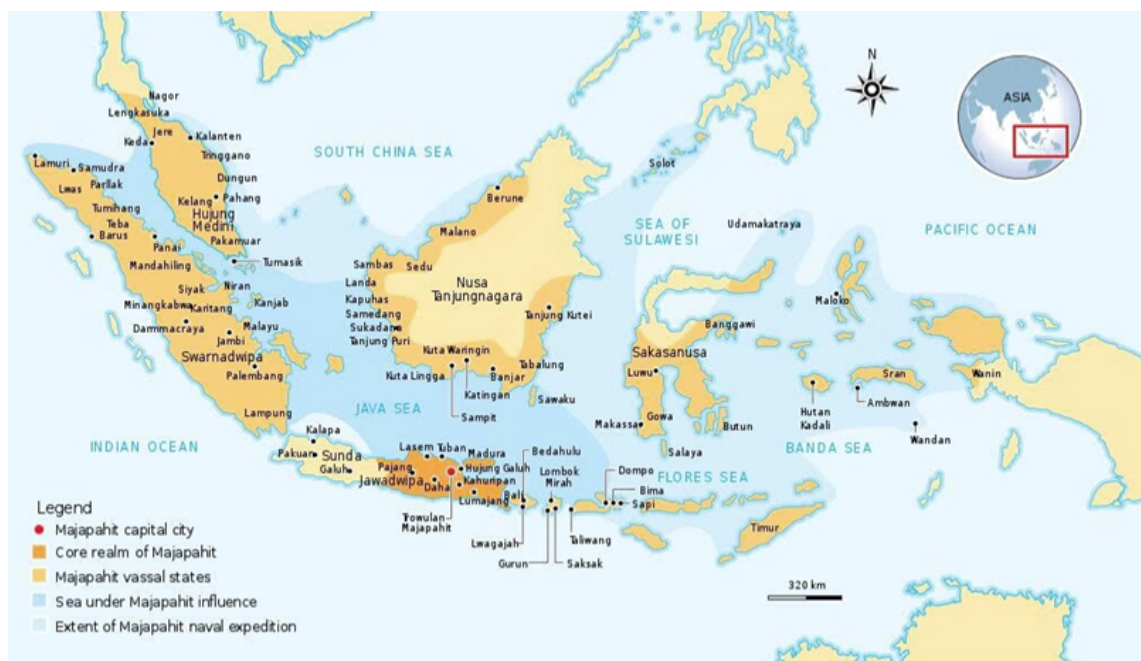 N
ASIA
Nagor
Lengkasuka
Jere
Keda
Kalanten
Tringgano
Dungun
Kelang
Pahang
Hujung
Medini
Pakamuar
Tumasik
SOUTH CHINA SEA
Lamuri
Samudra
Lwas
Parllak
Tumihang
Teba
Barus
Panai
Mandahiling
Siyak
Niran
Kanjab
Minangkabwa
Karitang
Dammacraya
Malayu
Jambi
Swarnadwipa
Palembang
Lampung
Berune
Malano
Sambas
Sedu
Landa
Kapuhas
Samedang
Sukadana
Tanjung Puri
Nusa
Tanjungnagara
Tanjung Kutei
Kuta Waringin
Kuta Lingga
Tabalung
Banjar
Katingan
Sampit
Sawaku
Solot
SEA OF
SULAWESI
Udamakatraya
PACIFIC OCEAN
Maloko
Banggawi
Sakasanusa
Luwu
Makassa
Gowa
Butun
Salaya
Sran
Wanin
Hutan
Kadali
Ambwan
Wandan
BANDA SEA
FLORES SEA
JAVA SEA
INDIAN OCEAN
Kalapa
Pakuan
Sunda
Galuh
Lasem
Tuban
Madura
Pajang
Hujung Galuh
Jawadwipa
Daha
Kahuripan
Lumajang
Bali
Trowulan
Majapahit
Bedahulu
Lombok
Mirah
Lwagajah
Gurun
Saksak
Taliwang
Dompo
Bima
Sapi
Timur
320 km
Legend
Majapahit capital city
Core realm of Majapahit
Majapahit vassal states
Sea under Majapahit influence
Extent of Majapahit naval expedition